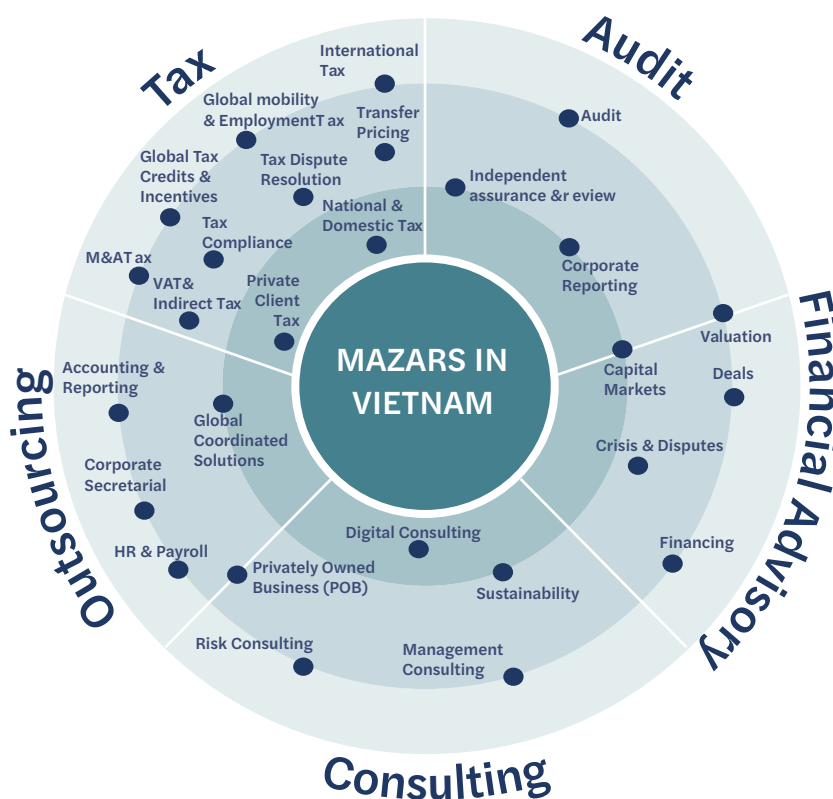 Tax
Audit
International
Tax
Global mobility
& EmploymentT ax
Transfer
Pricing
Audit
Global Tax
Credits &
Incentives
Tax Dispute
Resolution
Independent
assurance &r eview
National &
Domestic Tax
Tax
Compliance
M&AT ax
VAT&
Indirect Tax
Private
Client
Tax
Corporate
Reporting
Financial Advisory
Valuation
MAZARS IN
VIETNAM
Capital
Markets
Deals
Accounting &
Reporting
Outsourcing
Global
Coordinated
Solutions
Crisis & Disputes
Corporate
Secretarial
Digital Consulting
Financing
HR & Payroll
Privately Owned
Business (POB)
Sustainability
Risk Consulting
Management
Consulting
Consulting